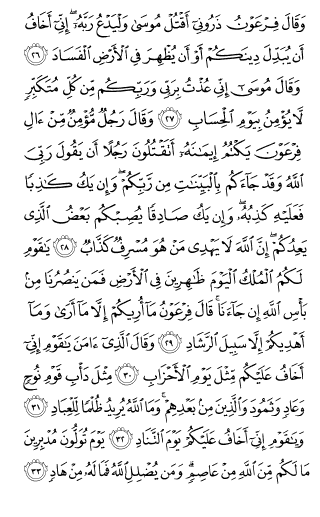 وَقَالَ فِرْعَوْنُ ذَرُونِىٓ أَقْتُلْ مُوسَىٰ وَلْيَدْعُ رَبَّهُۥٓ ۖ إِنِّىٓ أَخَافُ
أَن يُبَدِّلَ دِينَكُمْ أَوْ أَن يُظْهِرَ فِى ٱلْأَرْضِ ٱلْفَسَادَ ٢٦
وَقَالَ مُوسَىٰٓ إِنِّى عُذْتُ بِرَبِّى وَرَبِّكُم مِّن كُلِّ مُتَكَبِّرٍ
لَّا يُؤْمِنُ بِيَوْمِ ٱلْحِسَابِ ٢٧ وَقَالَ رَجُلٌ مُّؤْمِنٌ مِّنْ ءَالِ
فِرْعَوْنَ يَكْتُمُ إِيمَٰنَهُۥٓ أَتَقْتُلُونَ رَجُلًا أَن يَقُولَ رَبِّىَ
ٱللَّهُ وَقَدْ جَآءَكُم بِٱلْبَيِّنَٰتِ مِن رَّبِّكُمْ ۖ وَإِن يَكُ كَٰذِبًا
فَعَلَيْهِ كَذِبُهُۥ ۖ وَإِن يَكُ صَادِقًا يُصِبْكُم بَعْضُ ٱلَّذِى
يَعِدُكُمْ ۖ إِنَّ ٱللَّهَ لَا يَهْدِى مَنْ هُوَ مُسْرِفٌ كَذَّابٌ ٢٨ يَٰقَوْمِ
لَكُمُ ٱلْمُلْكُ ٱلْيَوْمَ ظَٰهِرِينَ فِى ٱلْأَرْضِ فَمَن يَنصُرُنَا مِنۢ
بَأْسِ ٱللَّهِ إِن جَآءَنَا ۚ قَالَ فِرْعَوْنُ مَآ أُرِيكُمْ إِلَّا مَآ أَرَىٰ وَمَآ
أَهْدِيكُمْ إِلَّا سَبِيلَ ٱلرَّشَادِ ٢٩ وَقَالَ ٱلَّذِىٓ ءَامَنَ يَٰقَوْمِ إِنِّىٓ
أَخَافُ عَلَيْكُم مِّثْلَ يَوْمِ ٱلْأَحْزَابِ ٣٠ مِثْلَ دَأْبِ قَوْمِ نُوحٍ
وَعَادٍ وَثَمُودَ وَٱلَّذِينَ مِنۢ بَعْدِهِمْ ۚ وَمَا ٱللَّهُ يُرِيدُ ظُلْمًا لِّلْعِبَادِ ٣١
وَيَٰقَوْمِ إِنِّىٓ أَخَافُ عَلَيْكُمْ يَوْمَ ٱلتَّنَادِ ٣٢ يَوْمَ تُوَلُّونَ مُدْبِرِينَ
مَا لَكُم مِّنَ ٱللَّهِ مِنْ عَاصِمٍ ۗ وَمَن يُضْلِلِ ٱللَّهُ فَمَا لَهُۥ مِنْ هَادٍ ٣٣